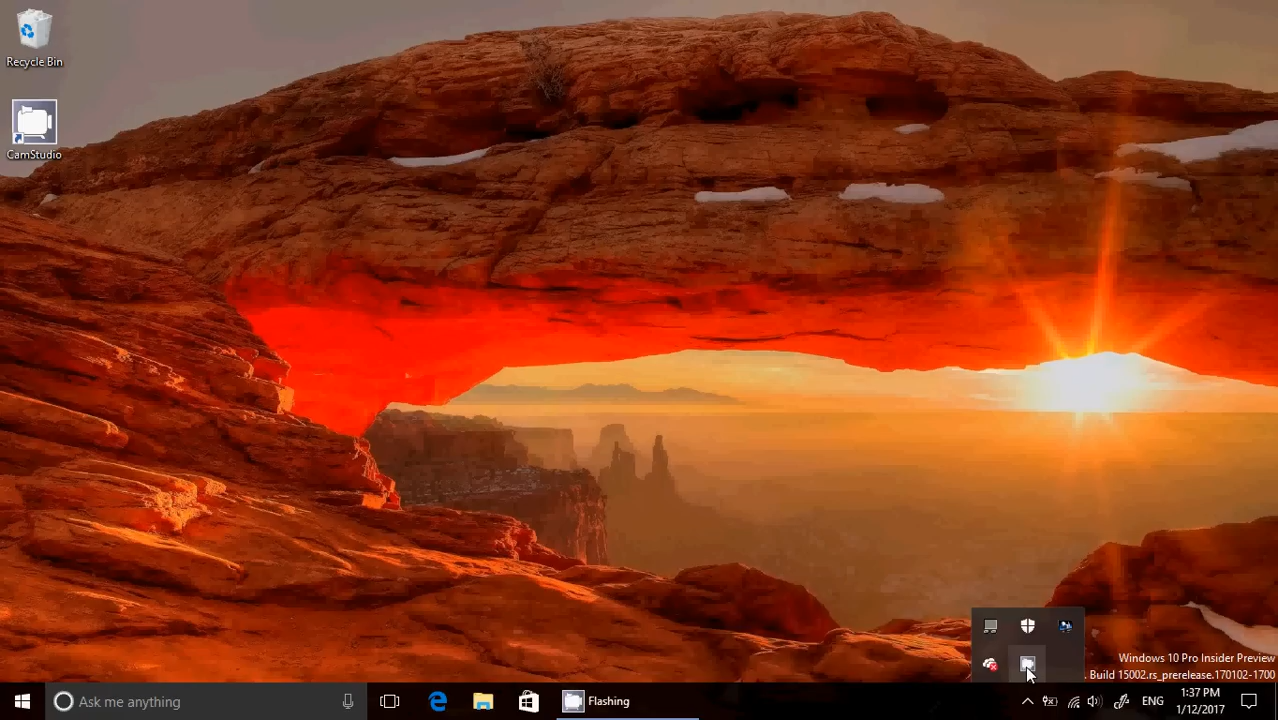 Recycle Bin
CamStudio
Windows 10 Pro Insider Preview
. Build 15002.rs_prerelease.170102-1700
Ask me anything
Flashing
ENG
1:37 PM
1/12/2017